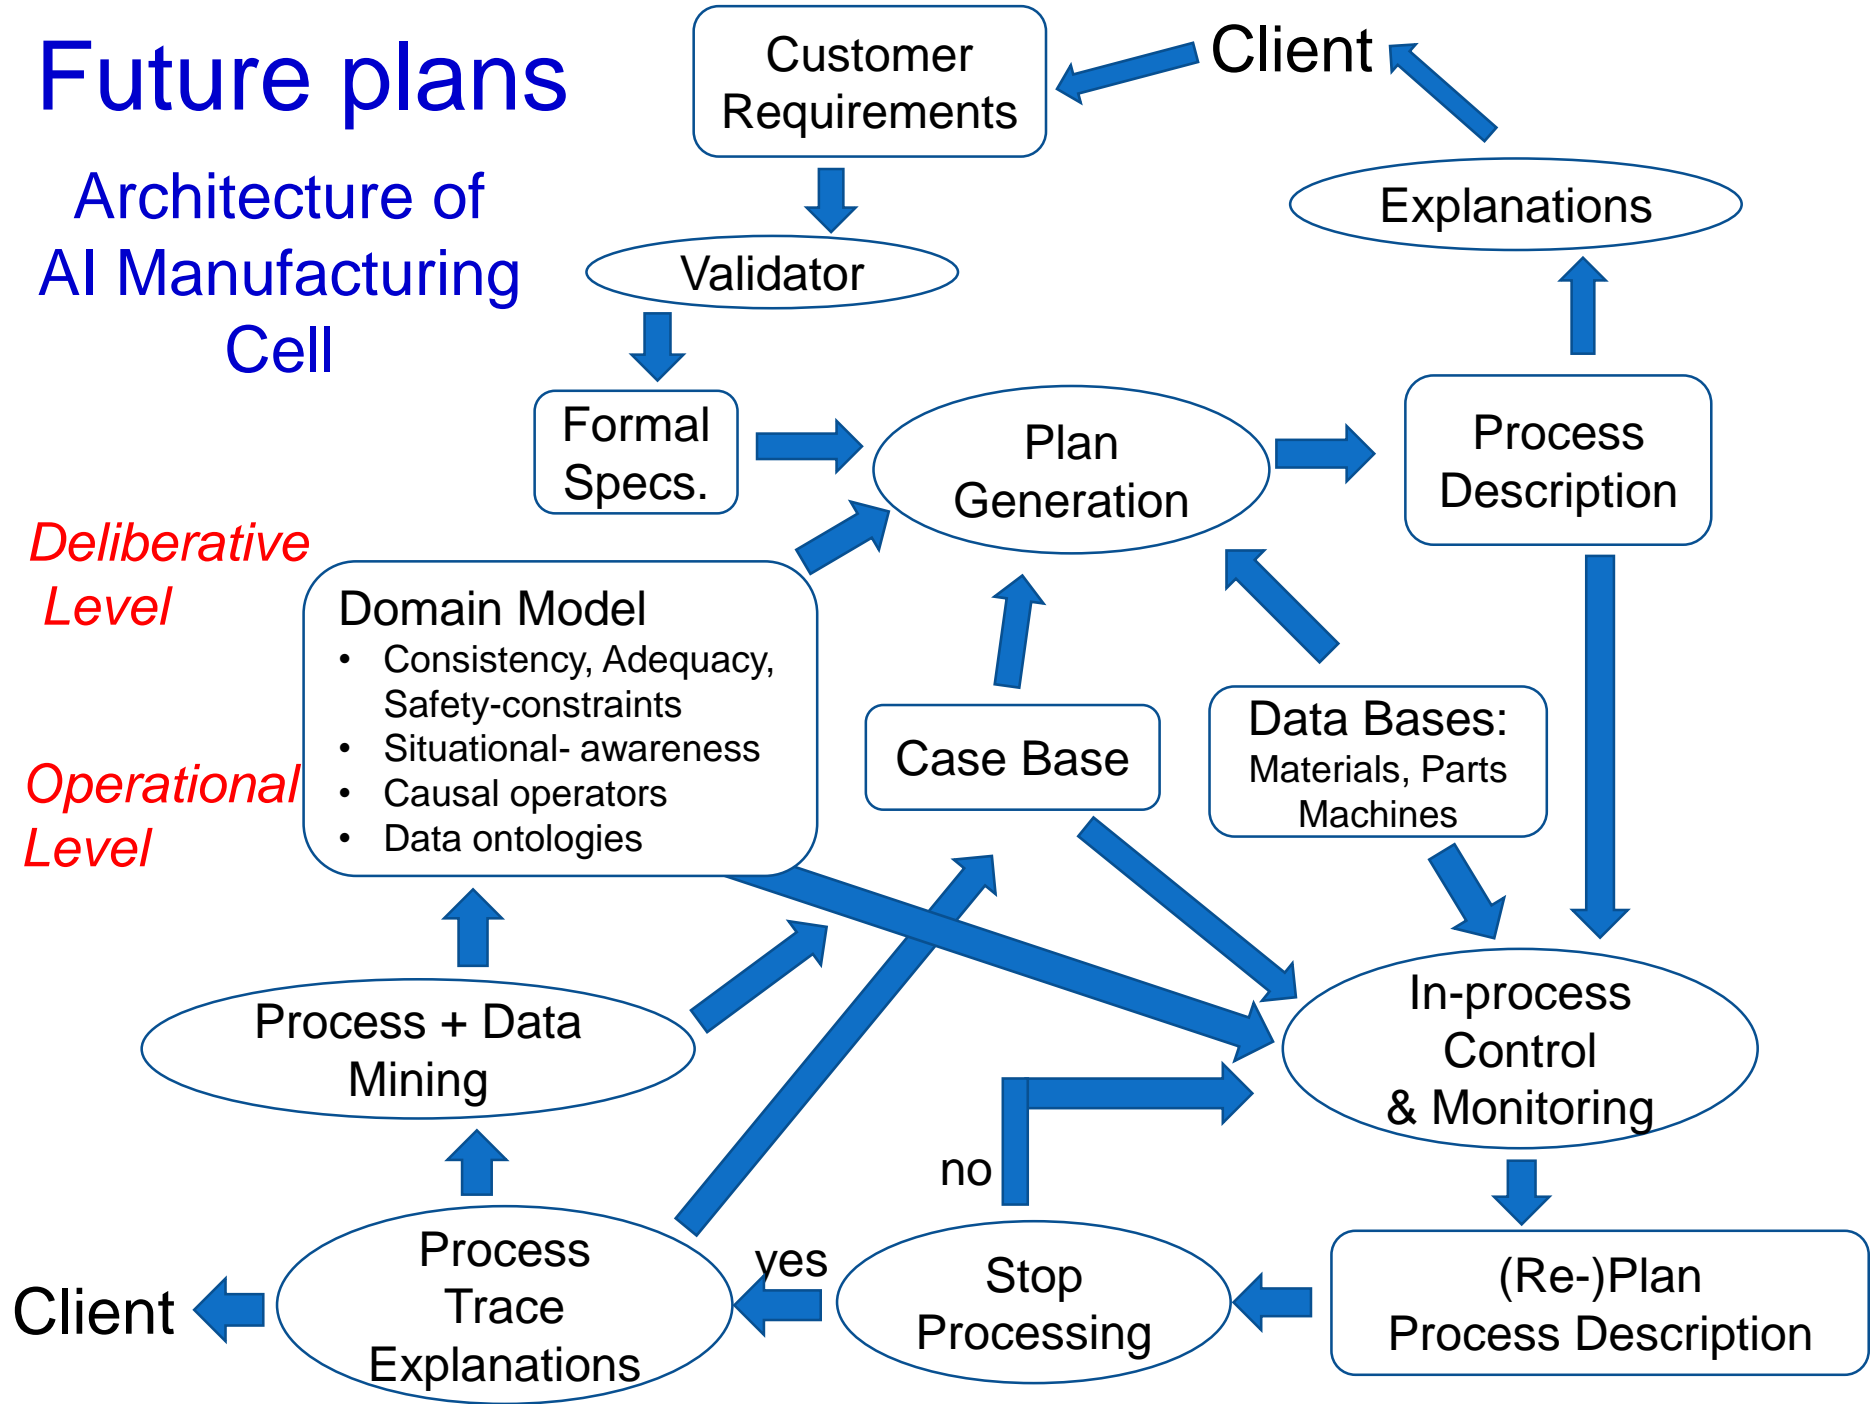 Future plans
Architecture of
AI Manufacturing
Cell
Customer
Requirements
Client
Explanations
Validator
Formal
Specs.
Plan
Generation
Process
Description
Deliberative
Level
Domain Model
• Consistency, Adequacy,
Safety-constraints
• Situational- awareness
• Causal operators
• Data ontologies
Operational
Level
Case Base
Data Bases:
Materials, Parts
Machines
Process + Data
Mining
In-process
Control
& Monitoring
no
yes
Client
Process
Trace
Explanations
Stop
Processing
(Re-)Plan
Process Description